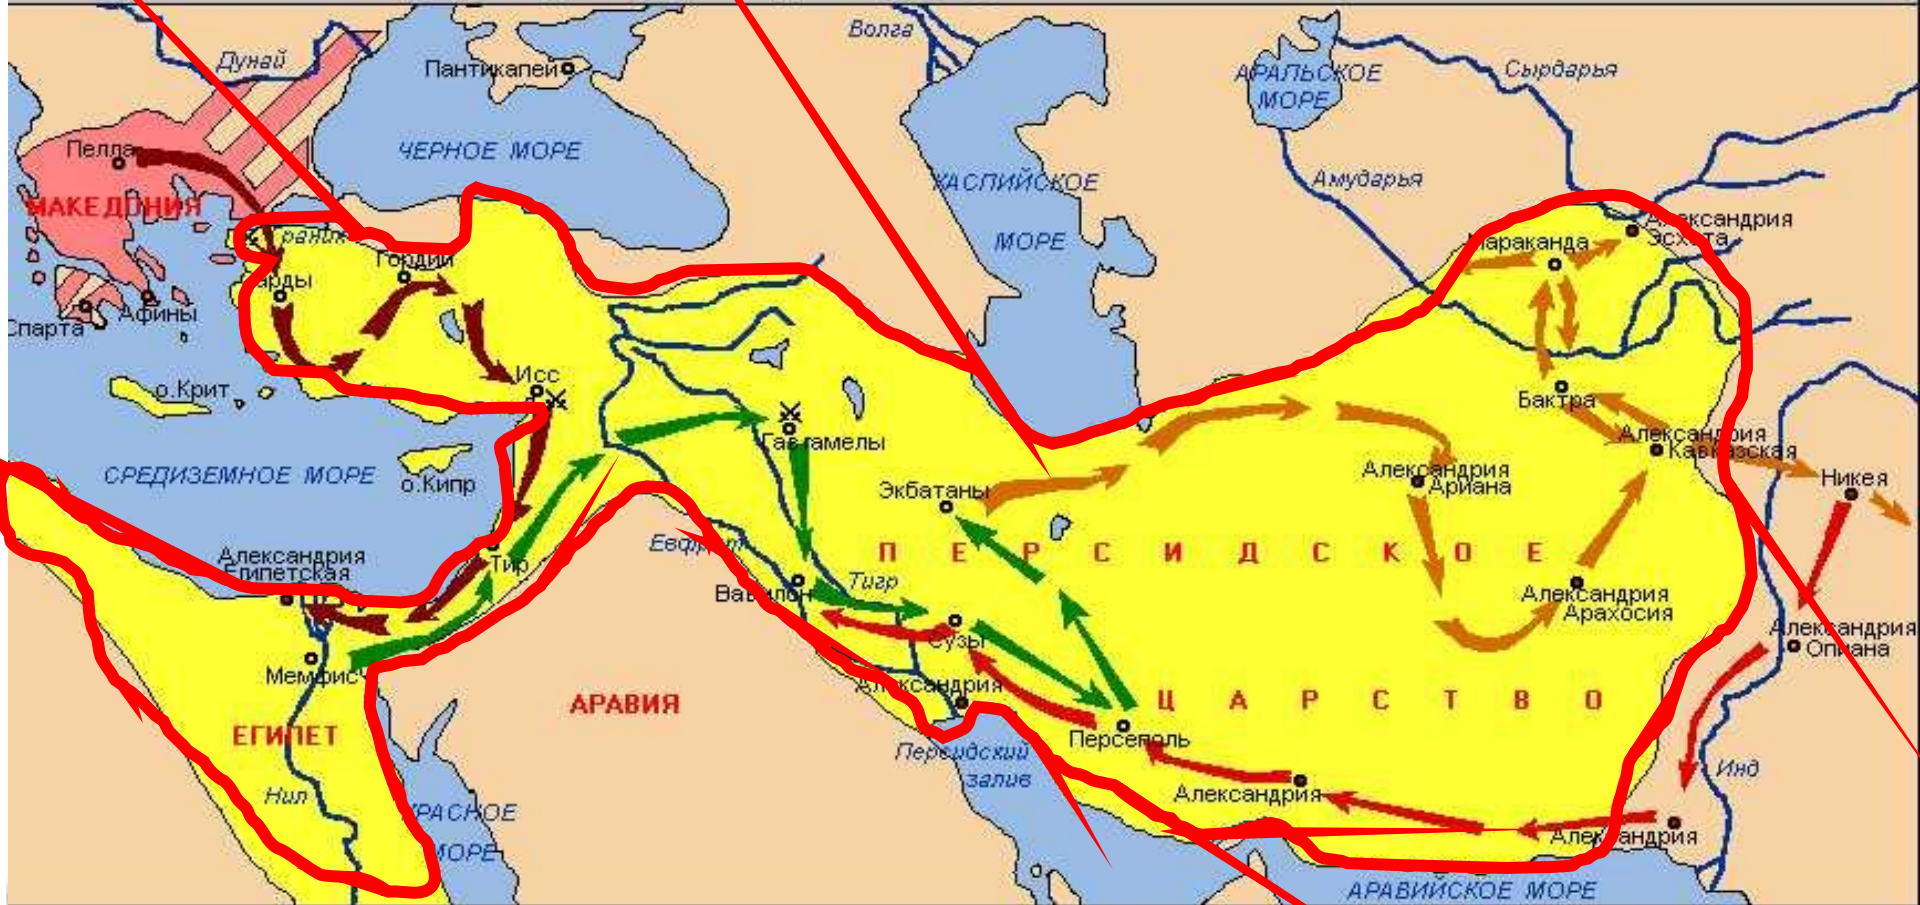 Дунай
Пантикапей
Волга
АРАЛЬСКОЕ
МОРЕ
Сырдарья
Пелла
ЧЕРНОЕ МОРЕ
КАСПИЙСКОЕ
МОРЕ
Амударья
МАКЕДОНИЯ
Александрия
Эсхата
Мараканда
Гордий
Афины
Спарта
Исс
о.Крит
Бактра
Гавгамелы
Александрия
Кавказская
СРЕДИЗЕМНОЕ МОРЕ
о.Кипр
Экбатаны
Александрия
Ариана
Никея
Евфрат
ПЕРСИДСКОЕ
Александрия
Египетская
Тир
Вавилон
Тигр
Александрия
Арахосия
Сузы
Александрия
Опиана
Мемфис
Александрия
АРАВИЯ
ЦАРСТВО
ЕГИПЕТ
Персеполь
Персидский
залив
Инд
Нил
Александрия
КРАСНОЕ
МОРЕ
Александрия
АРАВИЙСКОЕ МОРЕ